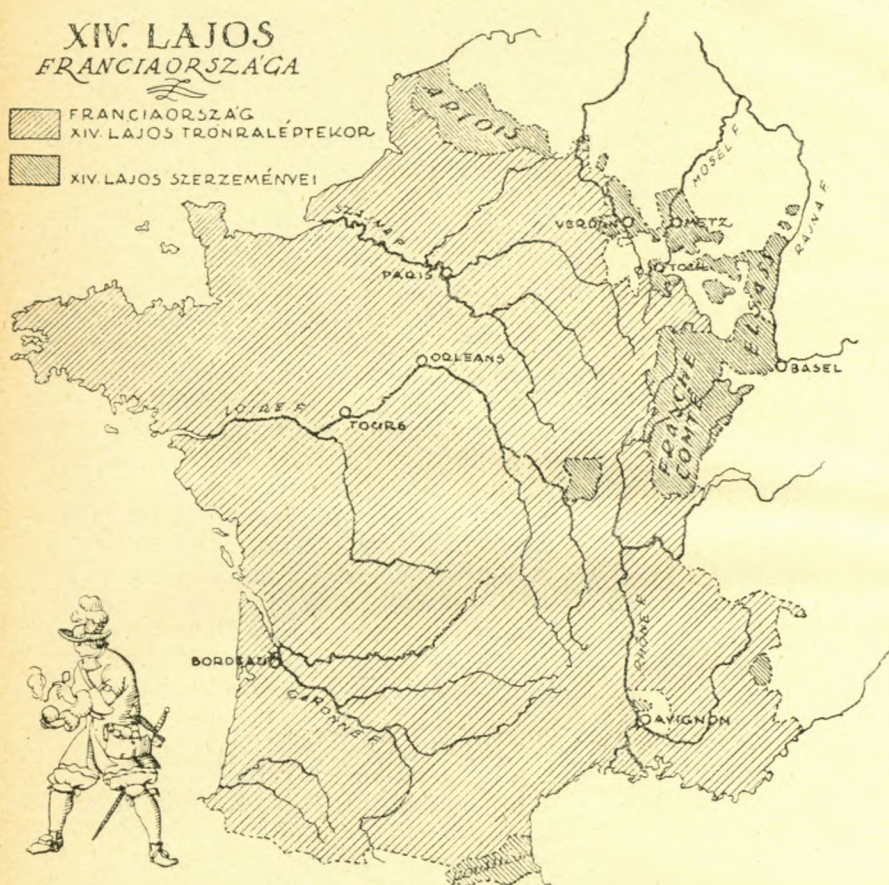 XIV. LAJOS
FRANCIAORSZÁGA
FRANCIAORSZÁG
XIV. LAJOS TRÓNRALÉPTEKOR
XIV. LAJOS SZERZEMÉNYEI
ARTOIS
MOSEL F.
RAJNA F.
SZAJNA F.
VERDUN
METZ
PARIS
TOUL
ELSASS
ORLEANS
BASEL
LOIRE F.
TOURS
FRANCHE
COMTÉ
RHÔNE F.
BORDEAUX
GARONNE F.
AVIGNON